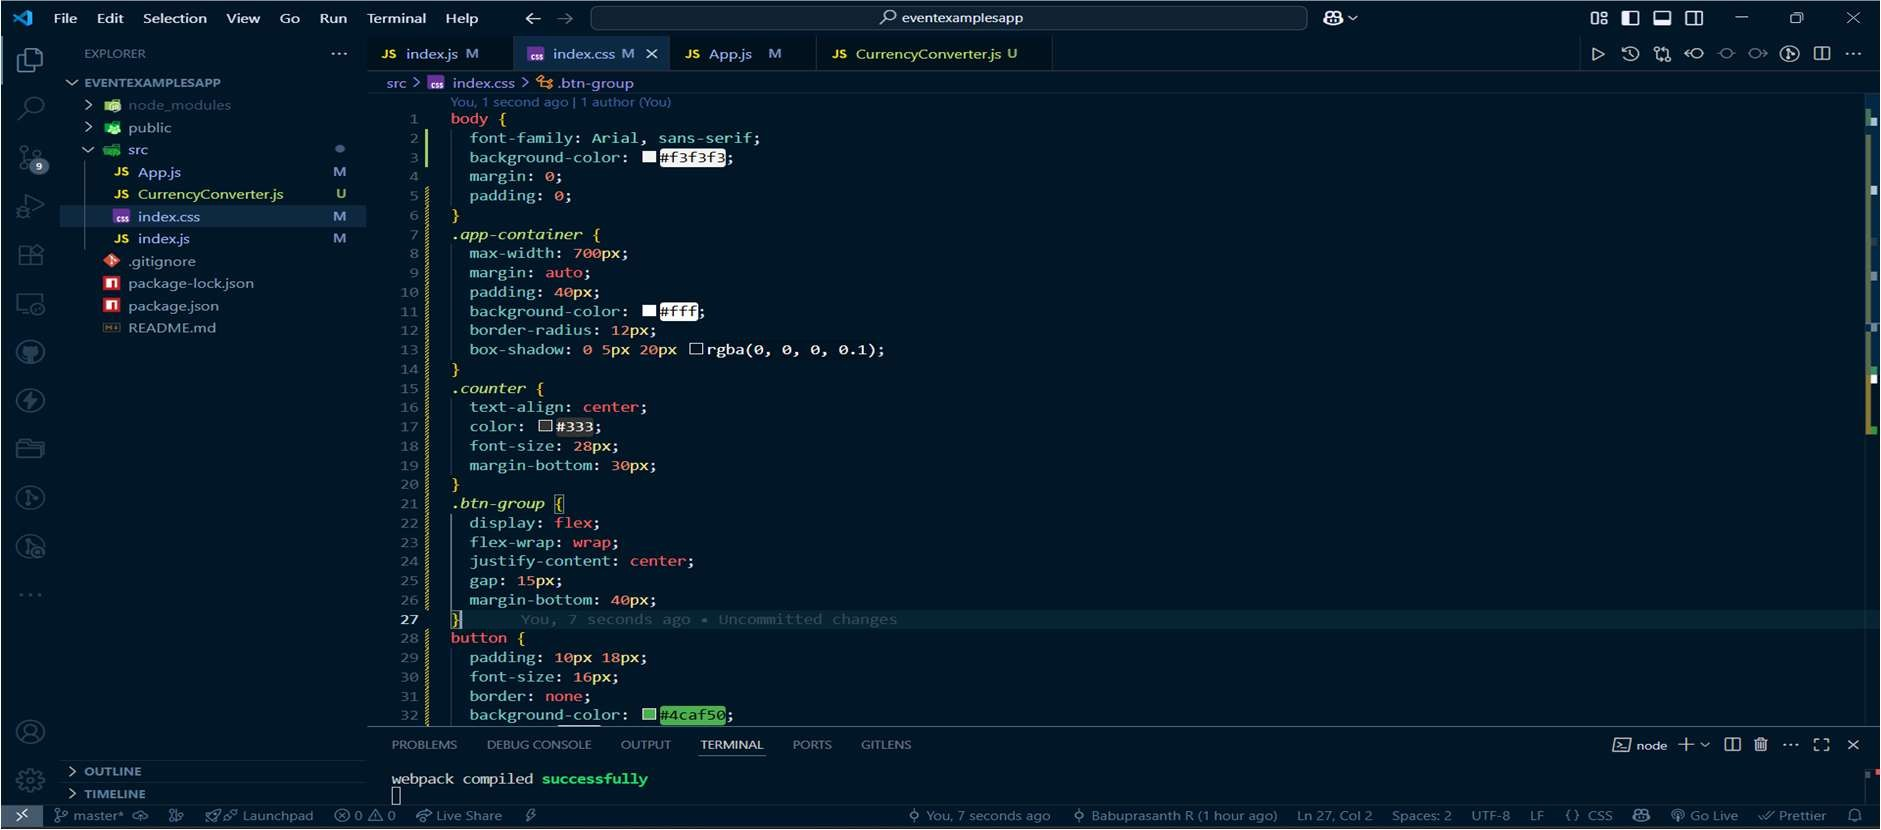 File Edit Selection View Go Run Terminal Help
eventexamplesapp
EXPLORER
EVENTEXAMPLESAPP
node_modules
public
src
JS App.js M
JS CurrencyConverter.js U
css index.css M
JS index.js M
.gitignore
package-lock.json
package.json
README.md
OUTLINE
TIMELINE
9
JS index.js M
css index.css M
JS App.js M
JS CurrencyConverter.js U
src > css index.css > .btn-group
You, 1 second ago | 1 author (You)
1 body {
2 font-family: Arial, sans-serif;
3 background-color: #f3f3f3;
4 margin: 0;
5 padding: 0;
6 }
7 .app-container {
8 max-width: 700px;
9 margin: auto;
10 padding: 40px;
11 background-color: #fff;
12 border-radius: 12px;
13 box-shadow: 0 5px 20px rgba(0, 0, 0, 0.1);
14 }
15 .counter {
16 text-align: center;
17 color: #333;
18 font-size: 28px;
19 margin-bottom: 30px;
20 }
21 .btn-group {
22 display: flex;
23 flex-wrap: wrap;
24 justify-content: center;
25 gap: 15px;
26 margin-bottom: 40px;
27 } You, 7 seconds ago • Uncommitted changes
28 button {
29 padding: 10px 18px;
30 font-size: 16px;
31 border: none;
32 background-color: #4caf50;
PROBLEMS DEBUG CONSOLE OUTPUT TERMINAL PORTS GITLENS
node
webpack compiled successfully
master* Launchpad 0 0 Live Share You, 7 seconds ago Babuprasanth R (1 hour ago) Ln 27, Col 2 Spaces: 2 UTF-8 LF {} CSS Go Live Prettier